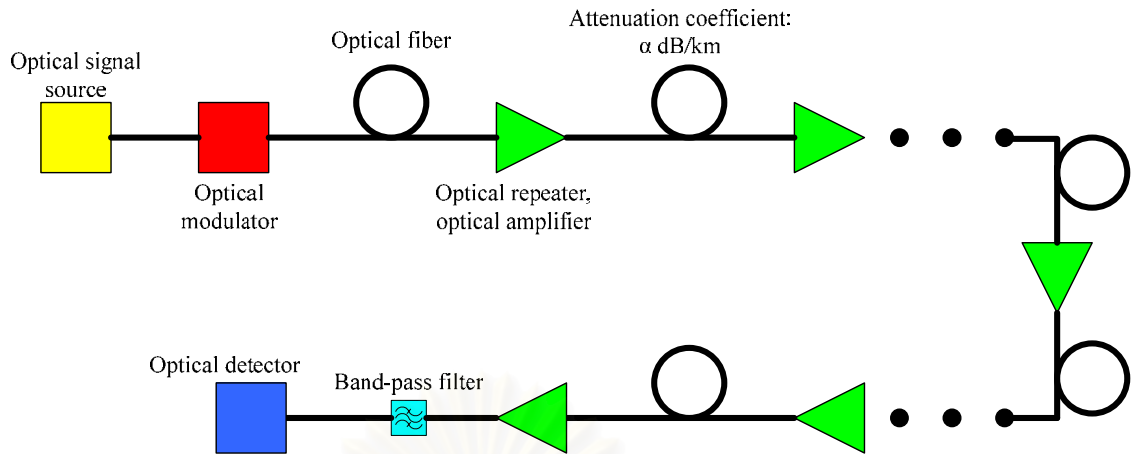 Attenuation coefficient:
α dB/km
Optical fiber
Optical signal
source
Optical
modulator
Optical repeater,
optical amplifier
Optical detector
Band-pass filter